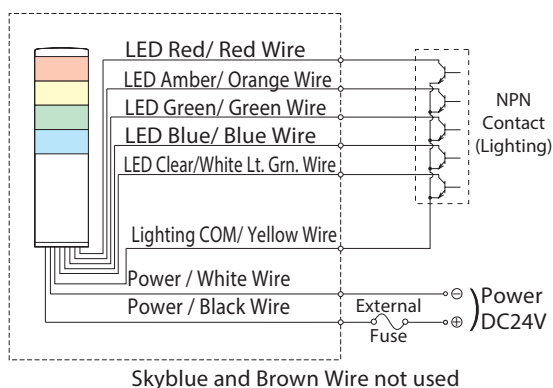 LED Red/ Red Wire
LED Amber/ Orange Wire
LED Green/ Green Wire
LED Blue/ Blue Wire
LED Clear/White Lt. Grn. Wire
NPN
Contact
(Lighting)
Lighting COM/ Yellow Wire
Power / White Wire
Power / Black Wire
External
Fuse
⊖
⊕
Power
DC24V
Skyblue and Brown Wire not used